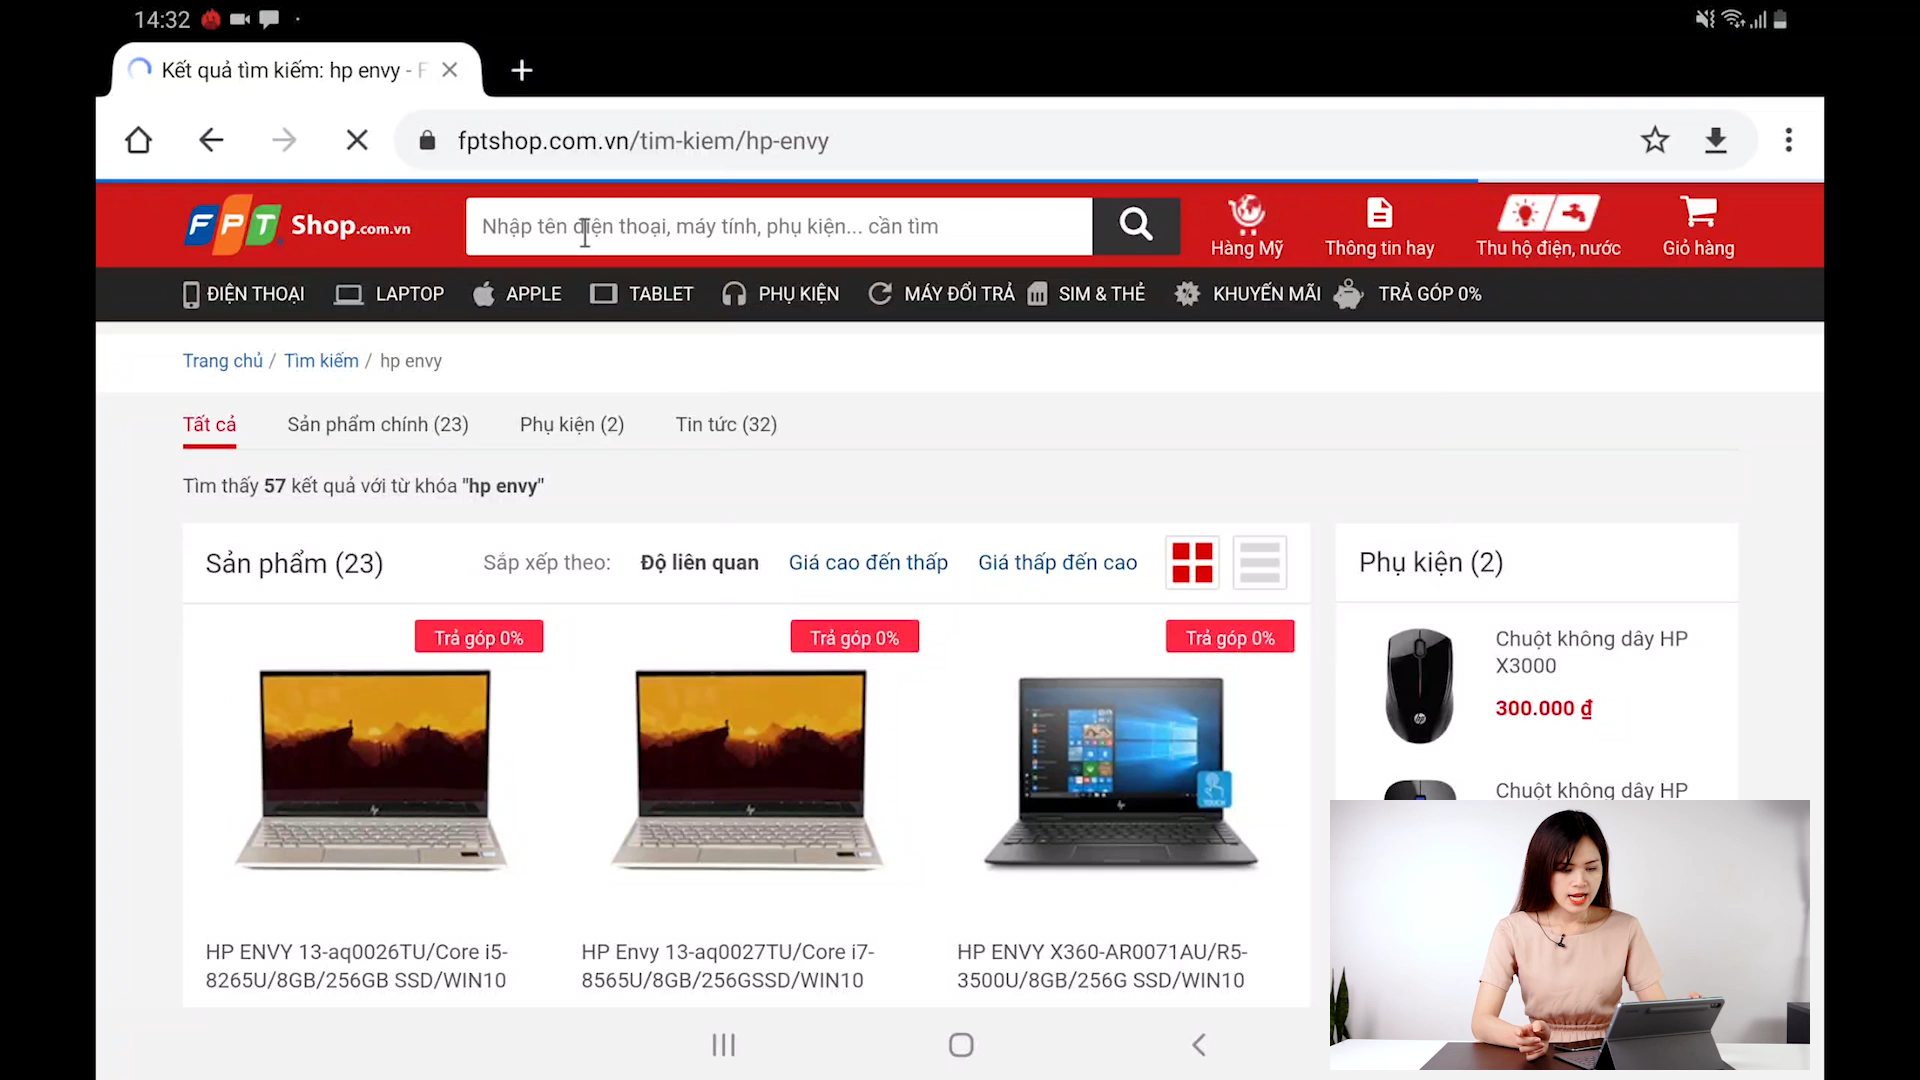 14:32
Kết quả tìm kiếm: hp envy - F
fptshop.com.vn/tim-kiem/hp-envy
FPT Shop.com.vn
Nhập tên điện thoại, máy tính, phụ kiện... cần tìm
Hàng Mỹ
Thông tin hay
Thu hộ điện, nước
Giỏ hàng
ĐIỆN THOẠI LAPTOP APPLE TABLET PHỤ KIỆN MÁY ĐỔI TRẢ SIM & THẺ KHUYẾN MÃI TRẢ GÓP 0%
Trang chủ / Tìm kiếm / hp envy
Tất cả Sản phẩm chính (23) Phụ kiện (2) Tin tức (32)
Tìm thấy 57 kết quả với từ khóa "hp envy"
Sản phẩm (23) Sắp xếp theo: Độ liên quan Giá cao đến thấp Giá thấp đến cao
Trả góp 0%
HP ENVY 13-aq0026TU/Core i5-
8265U/8GB/256GB SSD/WIN10
Trả góp 0%
HP Envy 13-aq0027TU/Core i7-
8565U/8GB/256GSSD/WIN10
Trả góp 0%
TOUCH
HP ENVY X360-AR0071AU/R5-
3500U/8GB/256G SSD/WIN10
Phụ kiện (2)
Chuột không dây HP
X3000
300.000 ₫
Chuột không dây HP